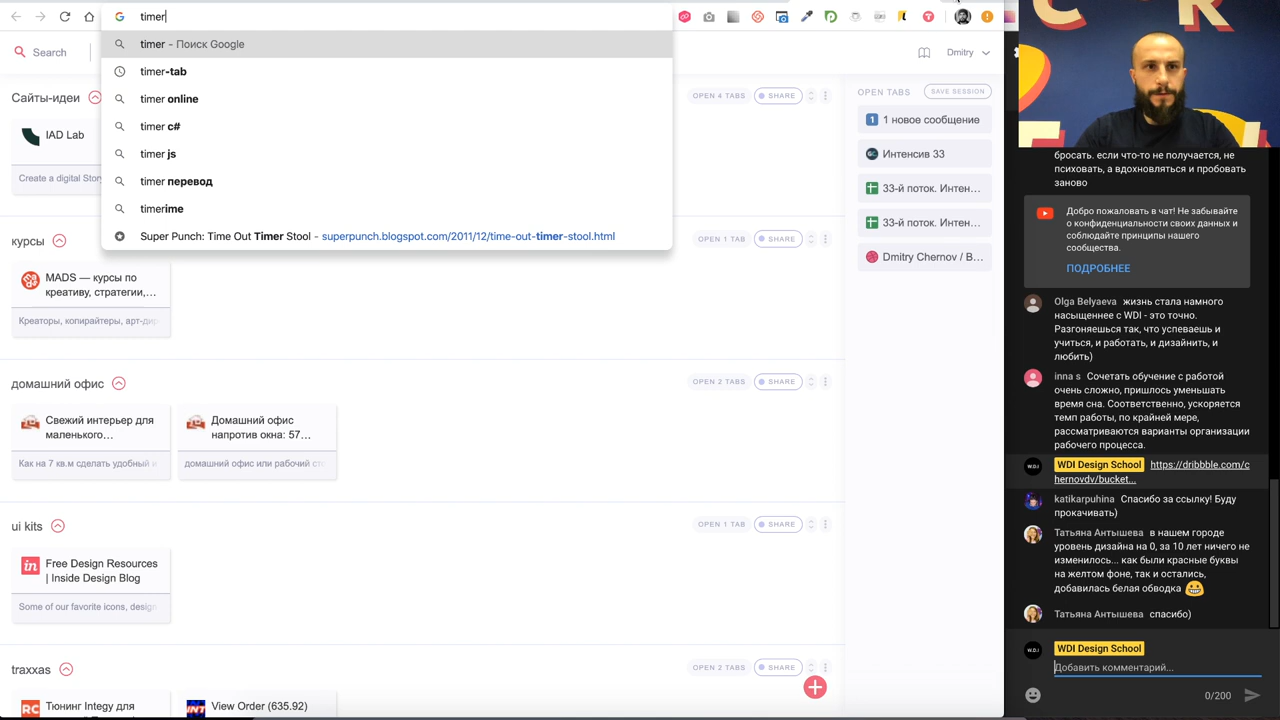 timer
timer - Поиск Google
timer-tab
timer online
timer c#
timer js
timer перевод
timerime
Super Punch: Time Out Timer Stool - superpunch.blogspot.com/2011/12/time-out-timer-stool.html
Search
Dmitry
Сайты-идеи
OPEN 4 TABS
SHARE
IAD Lab
Create a digital Story
курсы
OPEN 1 TAB
SHARE
MADS — курсы по
креативу, стратегии,...
Креаторы, копирайтеры, арт-дир
домашний офис
OPEN 2 TABS
SHARE
Свежий интерьер для
маленького...
Как на 7 кв.м сделать удобный и
Домашний офис
напротив окна: 57...
домашний офис или рабочий ст
ui kits
OPEN 1 TAB
SHARE
in
Free Design Resources
| Inside Design Blog
Some of our favorite icons, design
traxxas
OPEN 2 TABS
SHARE
RC
Тюнинг Integy для
INT
View Order (635.92)
OPEN TABS
SAVE SESSION
1
1 новое сообщение
Интенсив 33
33-й поток. Интен...
33-й поток. Интен...
Dmitry Chernov / B...
бросать. если что-то не получается, не
психовать, а вдохновляться и пробовать
заново
Добро пожаловать в чат! Не забывайте
о конфиденциальности своих данных и
соблюдайте принципы нашего
сообщества.
ПОДРОБНЕЕ
Olga Belyaeva жизнь стала намного
насыщеннее с WDI - это точно.
Разгоняешься так, что успеваешь и
учиться, и работать, и дизайнить, и
любить)
inna s Сочетать обучение с работой
очень сложно, пришлось уменьшать
время сна. Соответственно, ускоряется
темп работы, по крайней мере,
рассматриваются варианты организации
рабочего процесса.
W.D.I
WDI Design School https://dribbble.com/c
hernovdv/bucket...
katikarpuhina Спасибо за ссылку! Буду
прокачивать)
Татьяна Антышева в нашем городе
уровень дизайна на 0, за 10 лет ничего не
изменилось... как были красные буквы
на желтом фоне, так и остались,
добавилась белая обводка
Татьяна Антышева спасибо)
W.D.I
WDI Design School
Добавить комментарий...
0/200